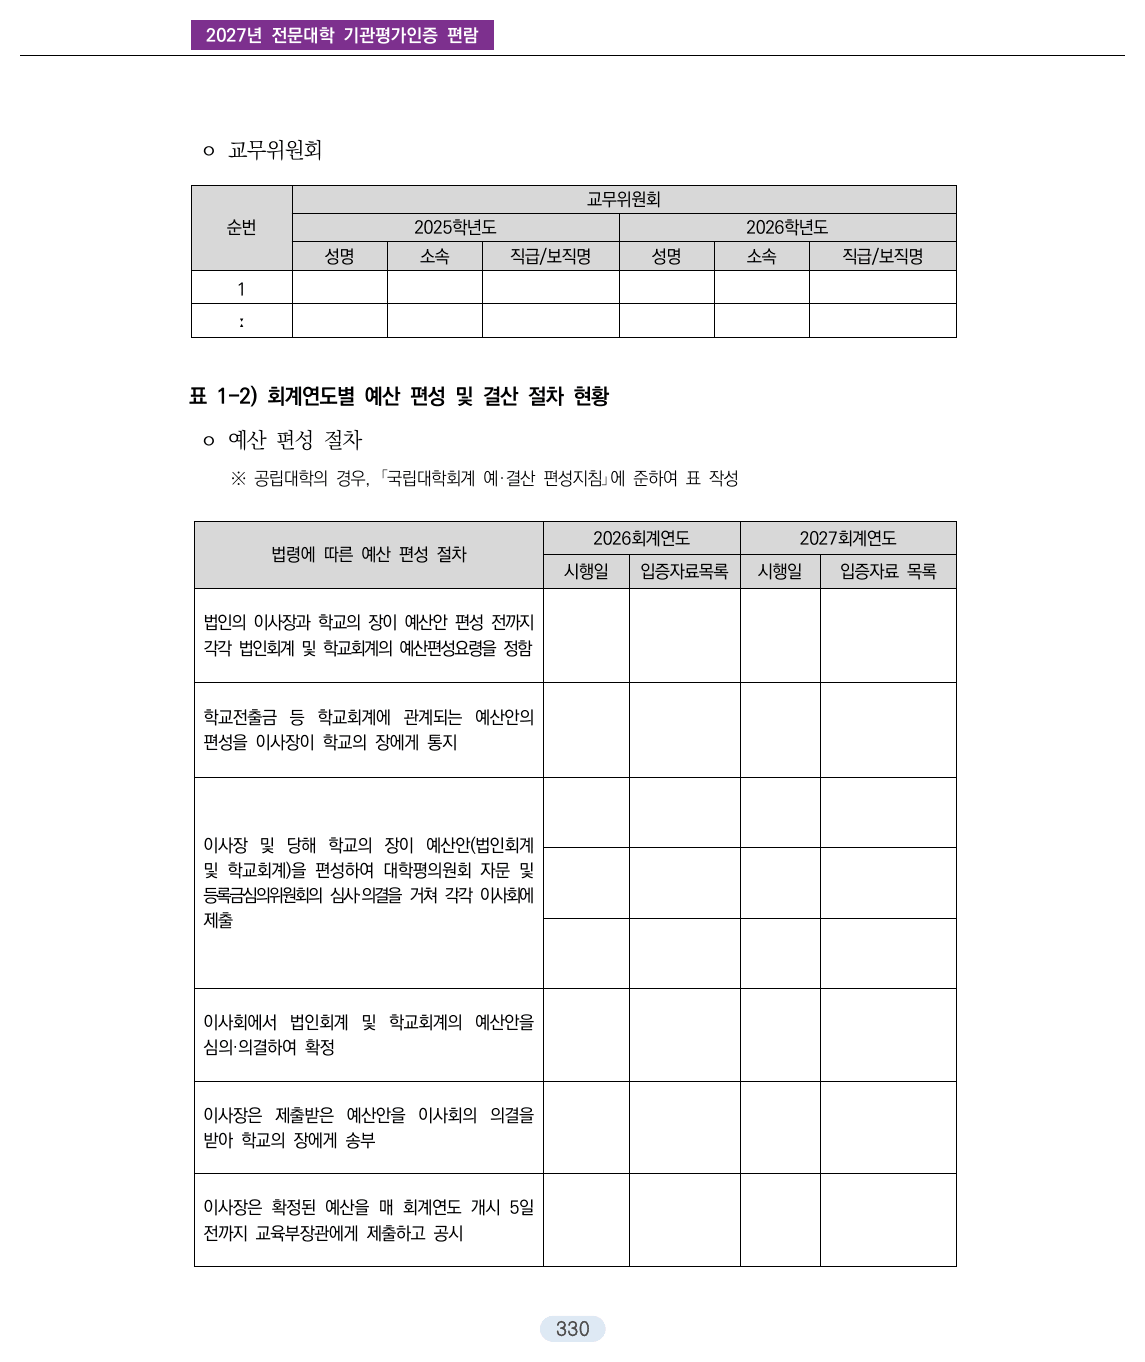 2027년 전문대학 기관평가인증 편람
ㅇ 교무위원회
순번
교무위원회
2025학년도 2026학년도
성명 소속 직급/보직명 성명 소속 직급/보직명
1
:
표 1-2) 회계연도별 예산 편성 및 결산 절차 현황
ㅇ 예산 편성 절차
※ 공립대학의 경우, 「국립대학회계 예·결산 편성지침」에 준하여 표 작성
법령에 따른 예산 편성 절차
2026회계연도 2027회계연도
시행일 입증자료목록 시행일 입증자료 목록
법인의 이사장과 학교의 장이 예산안 편성 전까지
각각 법인회계 및 학교회계의 예산편성요령을 정함
학교전출금 등 학교회계에 관계되는 예산안의
편성을 이사장이 학교의 장에게 통지
이사장 및 당해 학교의 장이 예산안(법인회계
및 학교회계)을 편성하여 대학평의원회 자문 및
등록금심의위원회의 심사·의결을 거쳐 각각 이사회에
제출
이사회에서 법인회계 및 학교회계의 예산안을
심의·의결하여 확정
이사장은 제출받은 예산안을 이사회의 의결을
받아 학교의 장에게 송부
이사장은 확정된 예산을 매 회계연도 개시 5일
전까지 교육부장관에게 제출하고 공시
330